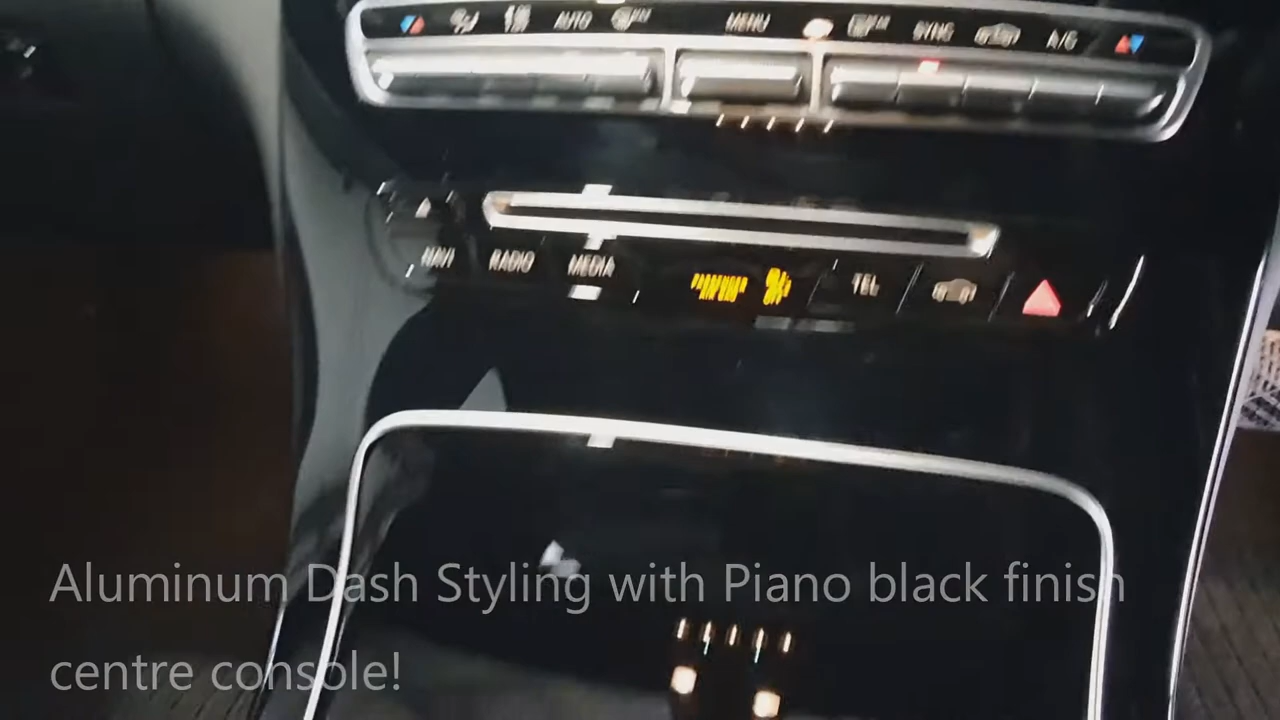 AUTO MENU SYNC A/C
NAVI RADIO MEDIA TEL
Aluminum Dash Styling with Piano black finish
centre console!